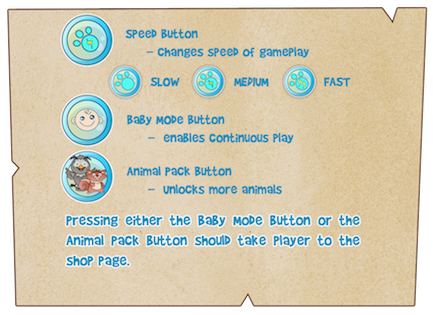 Speed Button
– Changes speed of gameplay
SLOW MEDIUM FAST
Baby Mode Button
– enables Continuous Play
Animal Pack Button
– Unlocks more animals
Pressing either the Baby Mode Button or the
Animal Pack Button should take Player to the
Shop Page.